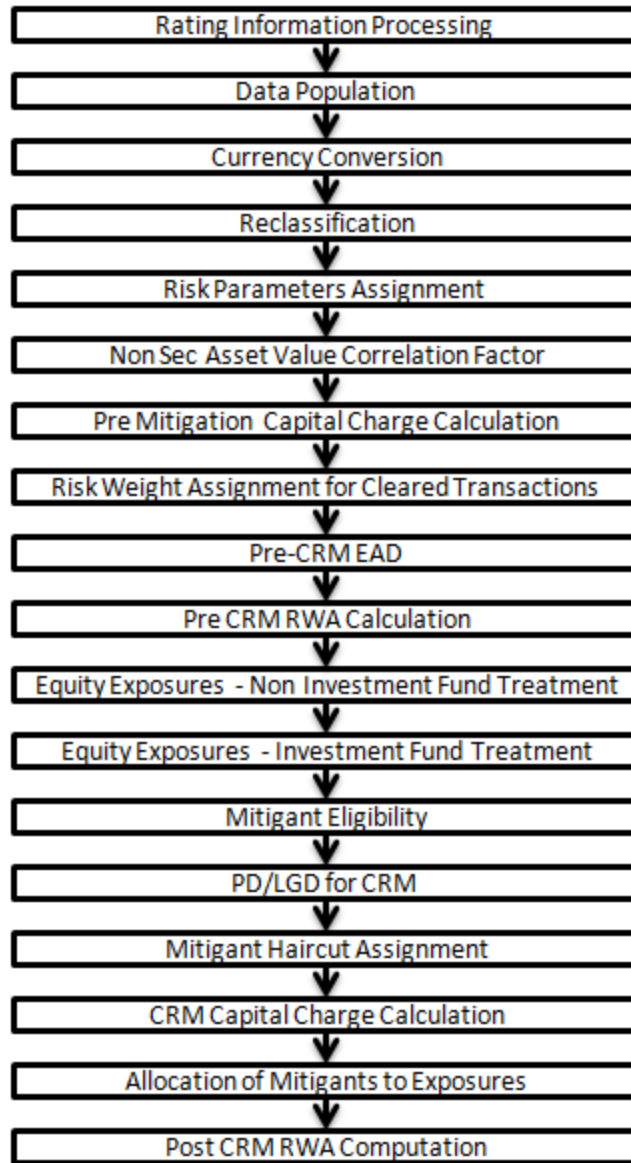 Rating Information Processing
Data Population
Currency Conversion
Reclassification
Risk Parameters Assignment
Non Sec Asset Value Correlation Factor
Pre Mitigation Capital Charge Calculation
Risk Weight Assignment for Cleared Transactions
Pre-CRM EAD
Pre CRM RWA Calculation
Equity Exposures - Non Investment Fund Treatment
Equity Exposures - Investment Fund Treatment
Mitigant Eligibility
PD/LGD for CRM
Mitigant Haircut Assignment
CRM Capital Charge Calculation
Allocation of Mitigants to Exposures
Post CRM RWA Computation